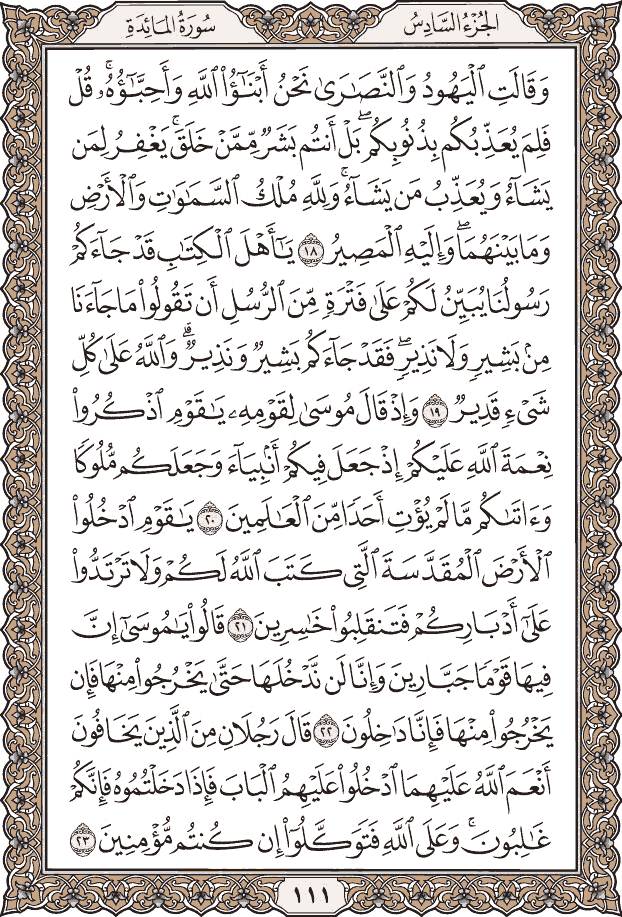 الجُزْءُ السَّادِسُ
سُورَةُ المَائِدَةِ
وَقَالَتِ ٱلْيَهُودُ وَٱلنَّصَٰرَىٰ نَحْنُ أَبْنَٰٓؤُا۟ ٱللَّهِ وَأَحِبَّٰٓؤُهُۥ ۚ قُلْ
فَلِمَ يُعَذِّبُكُم بِذُنُوبِكُم ۖ بَلْ أَنتُم بَشَرٌ مِّمَّنْ خَلَقَ ۚ يَغْفِرُ لِمَن
يَشَآءُ وَيُعَذِّبُ مَن يَشَآءُ ۚ وَلِلَّهِ مُلْكُ ٱلسَّمَٰوَٰتِ وَٱلْأَرْضِ
وَمَا بَيْنَهُمَا ۖ وَإِلَيْهِ ٱلْمَصِيرُ ١٨ يَٰٓأَهْلَ ٱلْكِتَٰبِ قَدْ جَآءَكُمْ
رَسُولُنَا يُبَيِّنُ لَكُمْ عَلَىٰ فَتْرَةٍ مِّنَ ٱلرُّسُلِ أَن تَقُولُوا۟ مَا جَآءَنَا
مِنۢ بَشِيرٍ وَلَا نَذِيرٍ ۖ فَقَدْ جَآءَكُم بَشِيرٌ وَنَذِيرٌ ۗ وَٱللَّهُ عَلَىٰ كُلِّ
شَىْءٍ قَدِيرٌ ١٩ وَإِذْ قَالَ مُوسَىٰ لِقَوْمِهِۦ يَٰقَوْمِ ٱذْكُرُوا۟
نِعْمَةَ ٱللَّهِ عَلَيْكُمْ إِذْ جَعَلَ فِيكُمْ أَنۢبِيَآءَ وَجَعَلَكُم مُّلُوكًا
وَءَاتَىٰكُم مَّا لَمْ يُؤْتِ أَحَدًا مِّنَ ٱلْعَٰلَمِينَ ٢٠ يَٰقَوْمِ ٱدْخُلُوا۟
ٱلْأَرْضَ ٱلْمُقَدَّسَةَ ٱلَّتِى كَتَبَ ٱللَّهُ لَكُمْ وَلَا تَرْتَدُّوا۟
عَلَىٰٓ أَدْبَارِكُمْ فَتَنقَلِبُوا۟ خَٰسِرِينَ ٢١ قَالُوا۟ يَٰمُوسَىٰٓ إِنَّ
فِيهَا قَوْمًا جَبَّارِينَ وَإِنَّا لَن نَّدْخُلَهَا حَتَّىٰ يَخْرُجُوا۟ مِنْهَا فَإِن
يَخْرُجُوا۟ مِنْهَا فَإِنَّا دَٰخِلُونَ ٢٢ قَالَ رَجُلَانِ مِنَ ٱلَّذِينَ يَخَافُونَ
أَنْعَمَ ٱللَّهُ عَلَيْهِمَا ٱدْخُلُوا۟ عَلَيْهِمُ ٱلْبَابَ فَإِذَا دَخَلْتُمُوهُ فَإِنَّكُمْ
غَٰلِبُونَ ۚ وَعَلَى ٱللَّهِ فَتَوَكَّلُوٓا۟ إِن كُنتُم مُّؤْمِنِينَ ٢٣
١١١